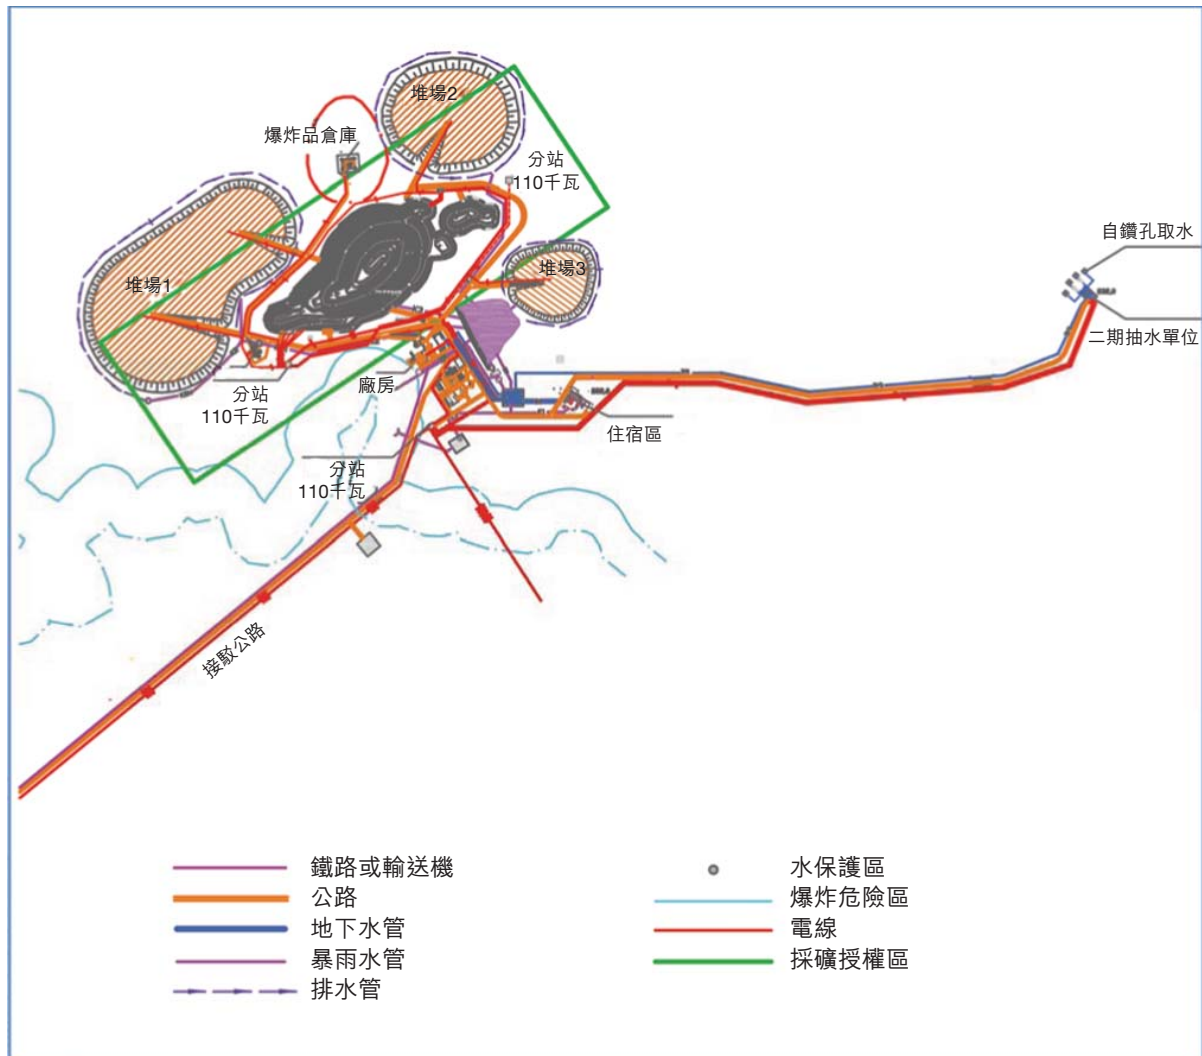 堆場2
爆炸品倉庫
分站
110千瓦
自鑽孔取水
堆場3
堆場1
二期抽水單位
廠房
分站
110千瓦
住宿區
分站
110千瓦
接駁公路
鐵路或輸送機
公路
地下水管
暴雨水管
排水管
水保護區
爆炸危險區
電線
採礦授權區